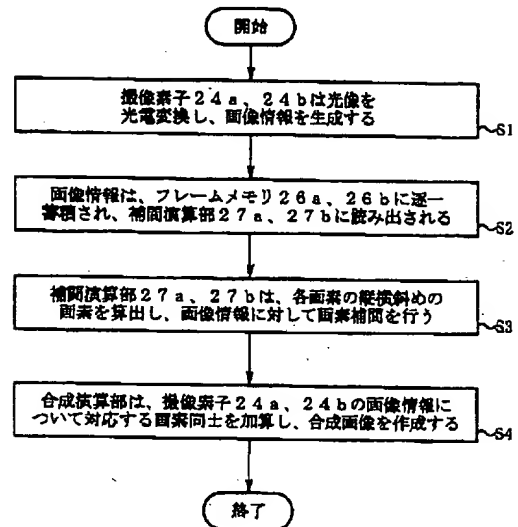 開始
撮像素子24a、24bは光像を
光電変換し、画像情報を生成する
S1
画像情報は、フレームメモリ26a、26bに逐一
蓄積され、補間演算部27a、27bに読み出される
S2
補間演算部27a、27bは、各画素の縦横斜めの
画素を算出し、画像情報に対して画素補間を行う
S3
合成演算部は、撮像素子24a、24bの画像情報に
ついて対応する画素同士を加算し、合成画像を作成する
S4
終了